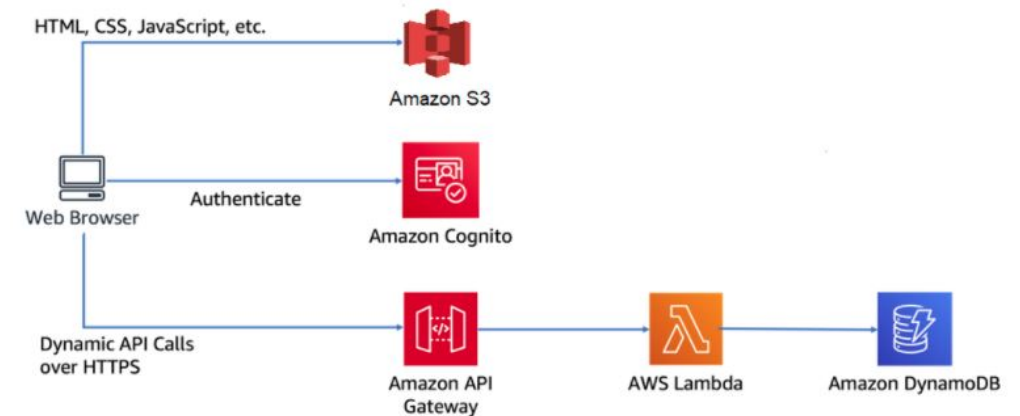 HTML, CSS, JavaScript, etc.
Amazon S3
Web Browser
Authenticate
Amazon Cognito
Dynamic API Calls
over HTTPS
Amazon API
Gateway
AWS Lambda
Amazon DynamoDB